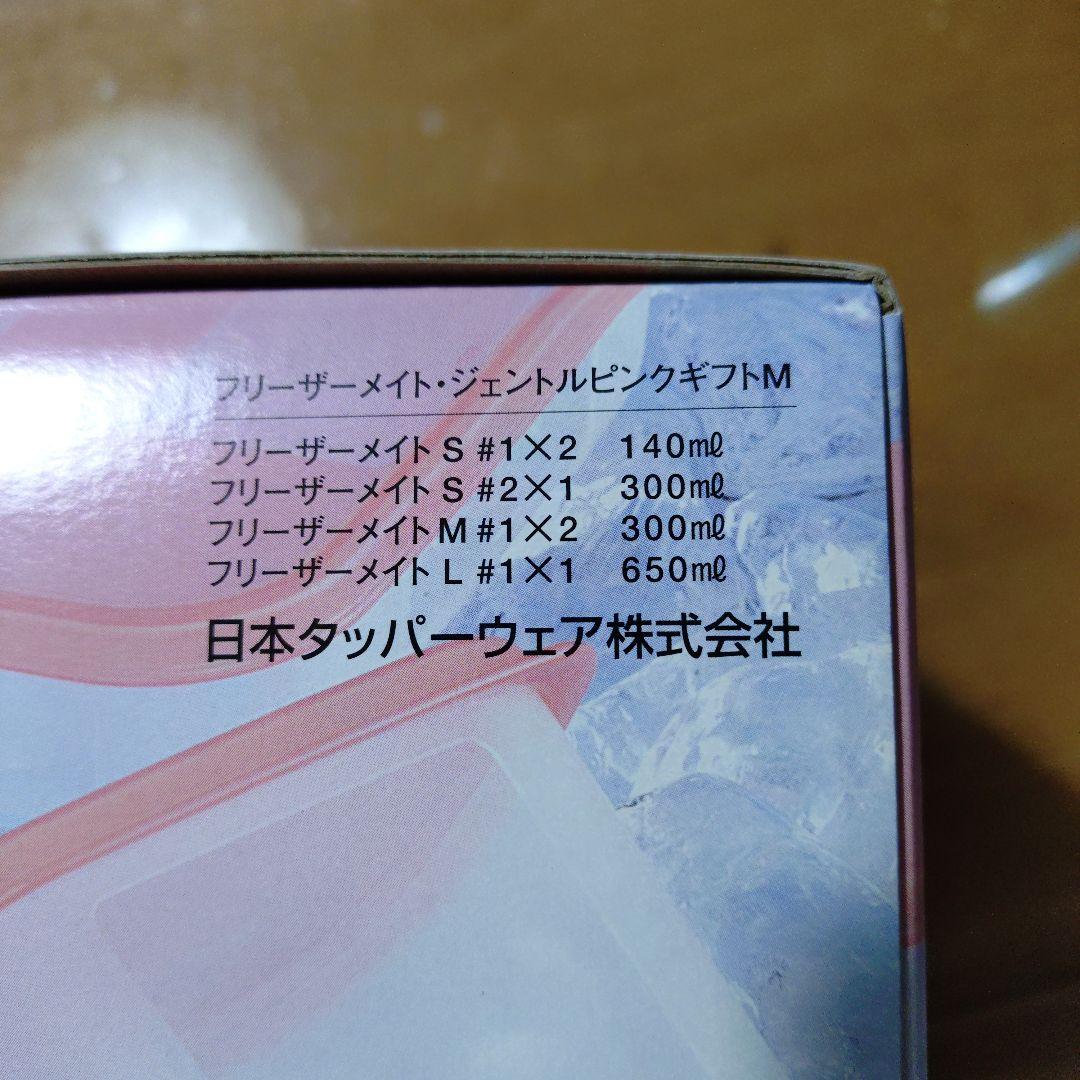 フリーザーメイト・ジェントルピンクギフトM
フリーザーメイト S #1×2 140㎖
フリーザーメイト S #2×1 300㎖
フリーザーメイト M #1×2 300㎖
フリーザーメイト L #1×1 650㎖
日本タッパーウェア株式会社